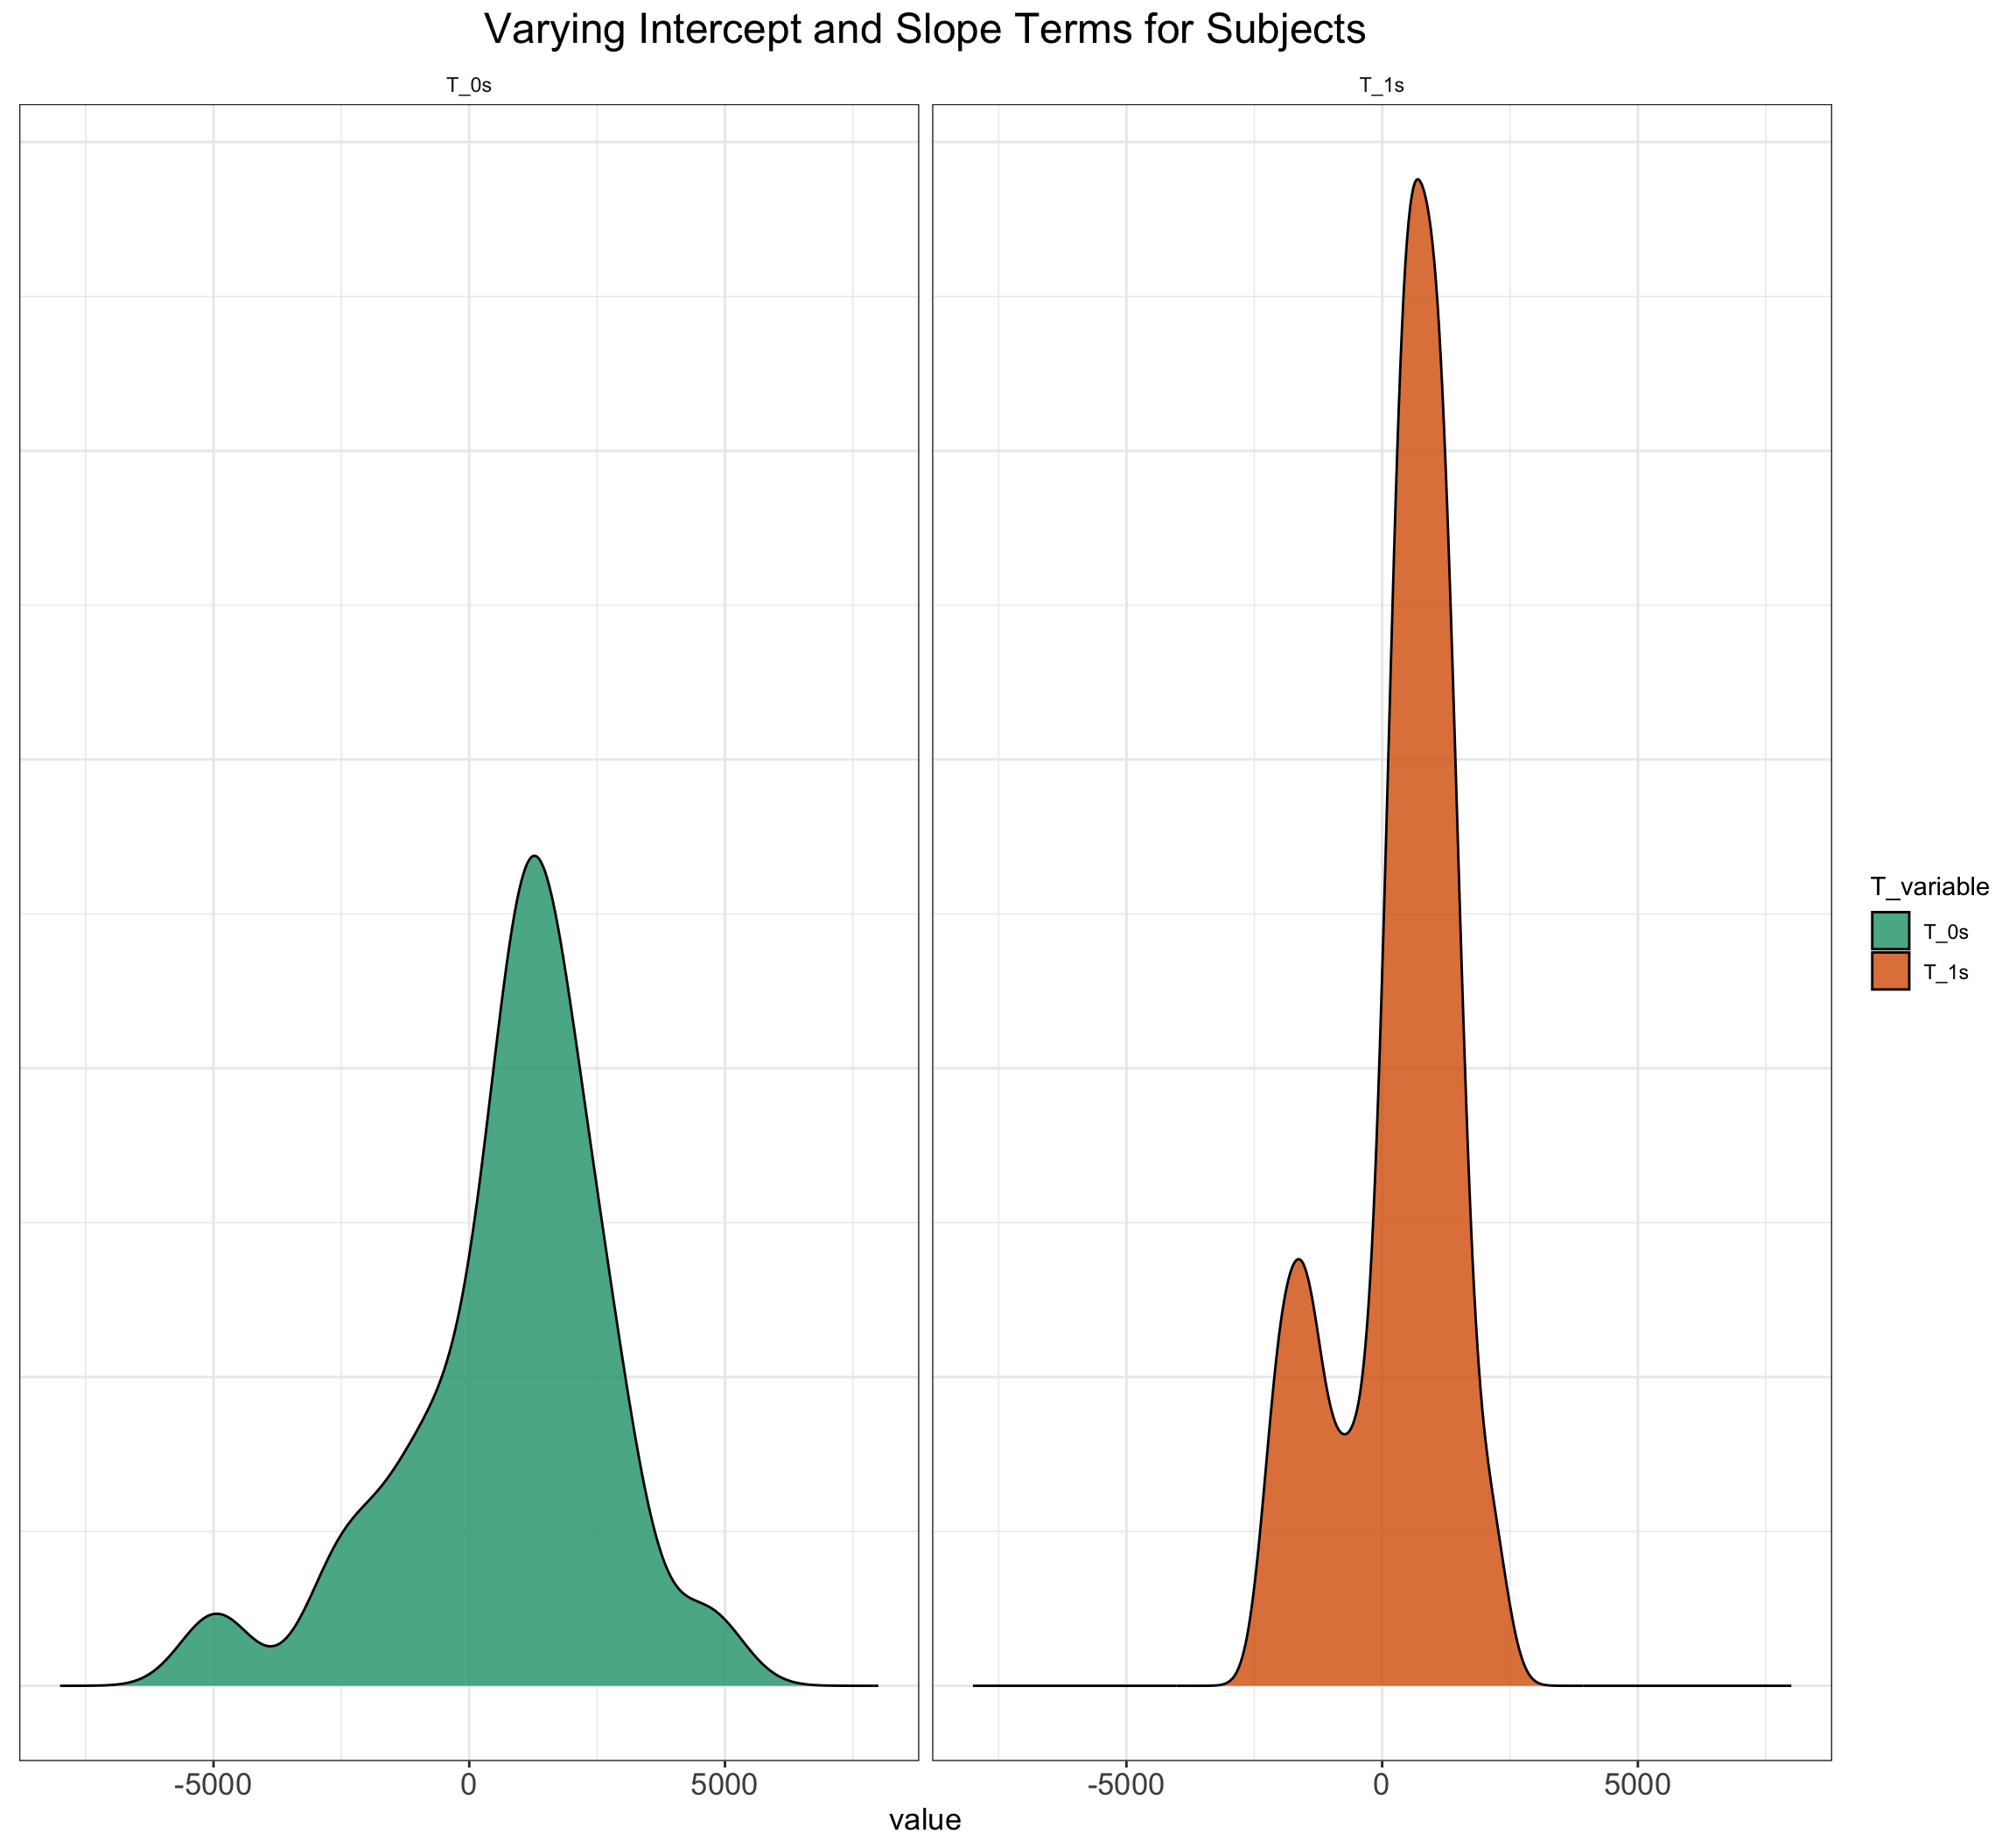 Varying Intercept and Slope Terms for Subjects
T_0s
T_1s
T_variable
T_0s
T_1s
-5000
0
5000
-5000
0
5000
value